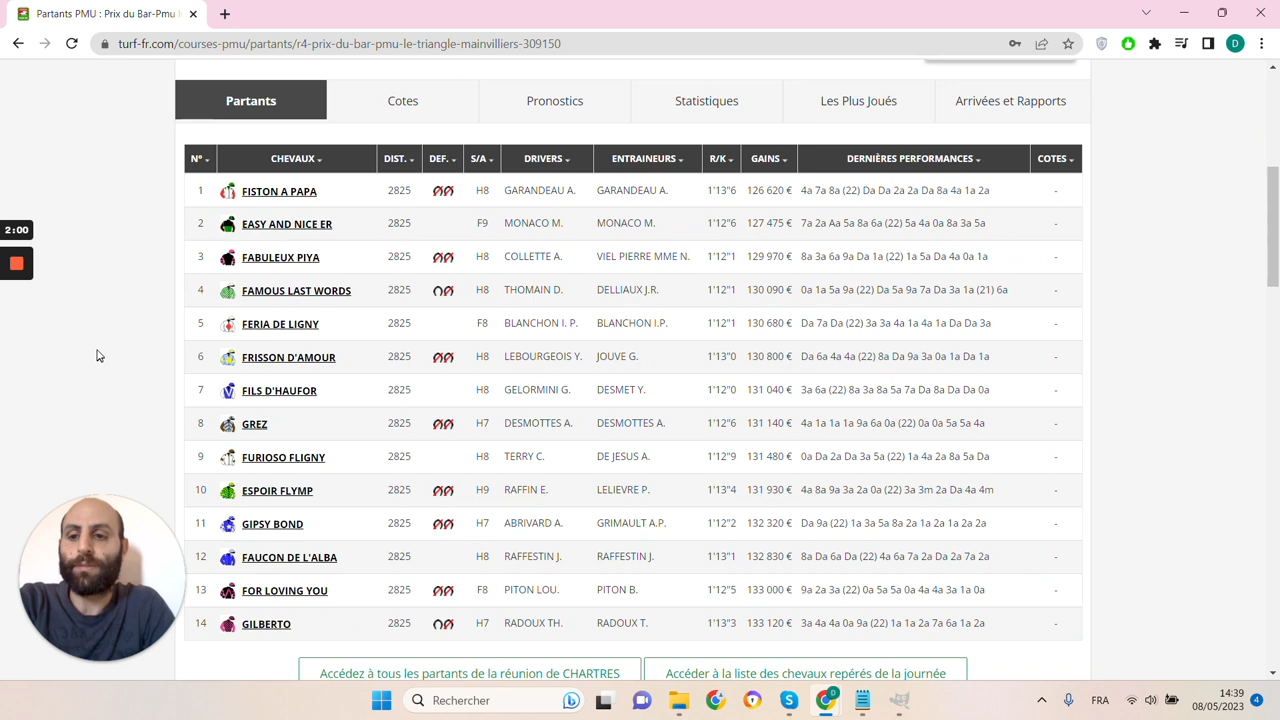 Partants PMU : Prix du Bar-Pmu l
turf-fr.com/courses-pmu/partants/r4-prix-du-bar-pmu-le-triangle-mainvilliers-309150
D
Partants Cotes Pronostics Statistiques Les Plus Joués Arrivées et Rapports
N° CHEVAUX DIST. DEF. S/A DRIVERS ENTRAINEURS R/K GAINS DERNIÈRES PERFORMANCES COTES
1 FISTON A PAPA 2825 H8 GARANDEAU A. GARANDEAU A. 1'13"6 126 620 € 4a 7a 8a (22) Da Da 2a 2a Da 8a 4a 1a 2a -
2 EASY AND NICE ER 2825 F9 MONACO M. MONACO M. 1'12"6 127 475 € 7a 2a Aa 5a 8a 6a (22) 5a 4a 0a 8a 3a 5a -
3 FABULEUX PIYA 2825 H8 COLLETTE A. VIEL PIERRE MME N. 1'12"1 129 970 € 8a 3a 6a 9a Da 1a (22) 1a 5a Da 4a 0a 1a -
4 FAMOUS LAST WORDS 2825 H8 THOMAIN D. DELLIAUX J.R. 1'12"1 130 090 € 0a 1a 5a 9a (22) Da 5a 9a 7a Da 3a 1a (21) 6a -
5 FERIA DE LIGNY 2825 F8 BLANCHON I. P. BLANCHON I.P. 1'12"1 130 680 € Da 7a Da (22) 3a 3a 4a 1a 4a 1a Da Da 3a -
6 FRISSON D'AMOUR 2825 H8 LEBOURGEOIS Y. JOUVE G. 1'13"0 130 800 € Da 6a 4a 4a (22) 8a Da 9a 3a 0a 1a Da 1a -
7 FILS D'HAUFOR 2825 H8 GELORMINI G. DESMET Y. 1'12"0 131 040 € 3a 6a (22) 8a 3a 8a 5a 7a Da 8a Da Da 0a -
8 GREZ 2825 H7 DESMOTTES A. DESMOTTES A. 1'12"6 131 140 € 4a 1a 1a 1a 9a 6a 0a (22) 0a 0a 5a 5a 4a -
9 FURIOSO FLIGNY 2825 H8 TERRY C. DE JESUS A. 1'12"9 131 480 € 0a Da 2a Da 3a 5a (22) 1a 4a 2a 8a 5a Da -
10 ESPOIR FLYMP 2825 H9 RAFFIN E. LELIEVRE P. 1'13"4 131 930 € 4a 8a 9a 3a 2a 0a (22) 3a 3m 2a Da 4a 4m -
11 GIPSY BOND 2825 H7 ABRIVARD A. GRIMAULT A.P. 1'12"2 132 320 € Da 9a (22) 1a 3a 5a 8a 2a 1a 2a 1a 2a 2a -
12 FAUCON DE L'ALBA 2825 H8 RAFFESTIN J. RAFFESTIN J. 1'13"1 132 830 € 8a Da 6a Da (22) 4a 6a 7a 2a Da 2a 7a 2a -
13 FOR LOVING YOU 2825 F8 PITON LOU. PITON B. 1'12"5 133 000 € 9a 2a 3a (22) 0a 5a 5a 0a 4a 4a 3a 1a 0a -
14 GILBERTO 2825 H7 RADOUX TH. RADOUX T. 1'13"3 133 120 € 3a 4a 4a 0a 9a (22) 1a 1a 2a 7a 6a 1a 2a -
2:00
Accédez à tous les partants de la réunion de CHARTRES Accéder à la liste des chevaux repérés de la journée
Rechercher FRA 14:39
08/05/2023 4